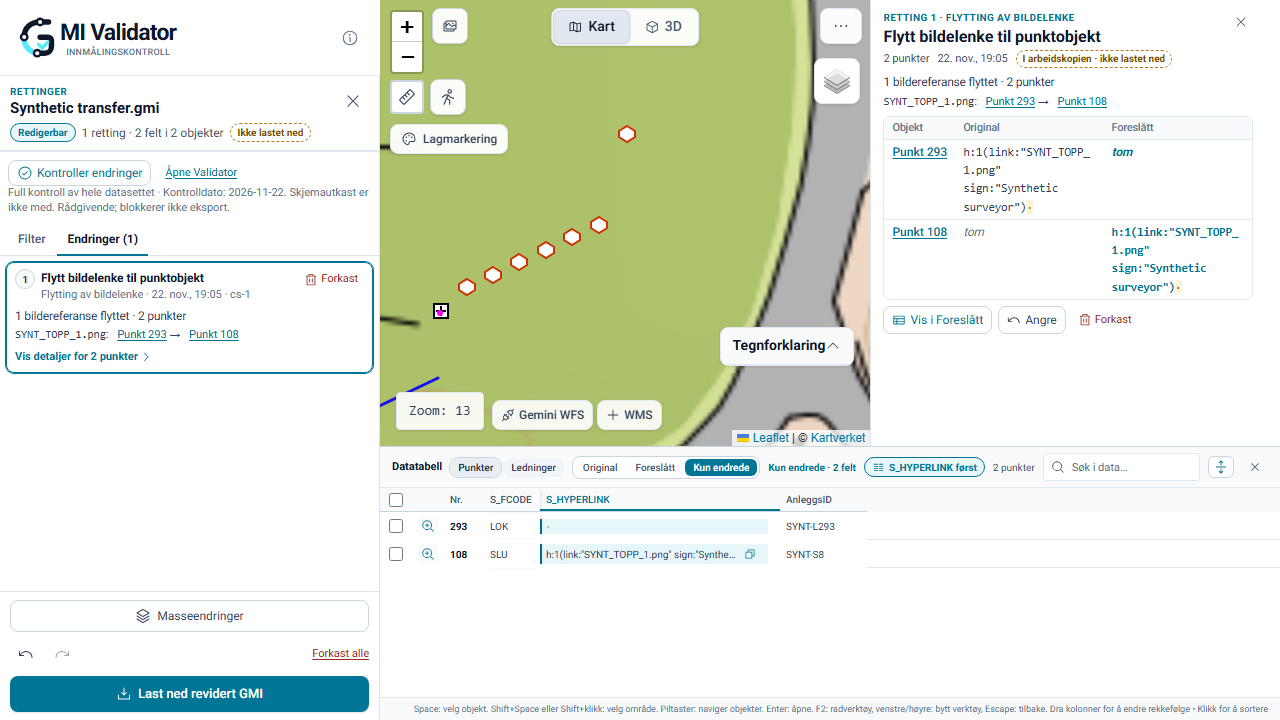 MI Validator
INNMÅLINGSKONTROLL
RETTINGER
Synthetic transfer.gmi
Redigerbar
1 retting · 2 felt i 2 objekter
Ikke lastet ned
Kontroller endringer
Åpne Validator
Full kontroll av hele datasettet · Kontrolldato: 2026-11-22. Skjemautkast er
ikke med. Rådgivende; blokkerer ikke eksport.
Filter
Endringer (1)
1
Flytt bildelenke til punktobjekt
Forkast
Flytting av bildelenke · 22. nov., 19:05 · cs-1
1 bildereferanse flyttet · 2 punkter
SYNT_TOPP_1.png: Punkt 293 → Punkt 108
Vis detaljer for 2 punkter
Masseendringer
Forkast alle
Last ned revidert GMI
+
−
Kart
3D
Lagmarkering
Tegnforklaring
Zoom: 13
Gemini WFS
WMS
Leaflet | © Kartverket
RETTING 1 · FLYTTING AV BILDELENKE
Flytt bildelenke til punktobjekt
2 punkter 22. nov., 19:05 I arbeidskopien · ikke lastet ned
1 bildereferanse flyttet · 2 punkter
SYNT_TOPP_1.png: Punkt 293 → Punkt 108
Objekt Original Foreslått
Punkt 293 h:1(link:"SYNT_TOPP_ tom
1.png"
sign:"Synthetic
surveyor")·
Punkt 108 tom h:1(link:"SYNT_TOPP_
1.png"
sign:"Synthetic
surveyor")·
Vis i Foreslått
Angre
Forkast
Datatabell
Punkter
Ledninger
Original
Foreslått
Kun endrede
Kun endrede · 2 felt
S_HYPERLINK først
2 punkter
Søk i data…
Nr. S_FCODE S_HYPERLINK AnleggsID
293 LOK - SYNT-L293
108 SLU h:1(link:"SYNT_TOPP_1.png" sign:"Synthe… SYNT-S8
Space: velg objekt. Shift+Space eller Shift+klikk: velg område. Piltaster: naviger objekter. Enter: åpne. F2: radverktøy, venstre/høyre: bytt verktøy, Escape: tilbake. Dra kolonner for å endre rekkefølge • Klikk for å sortere